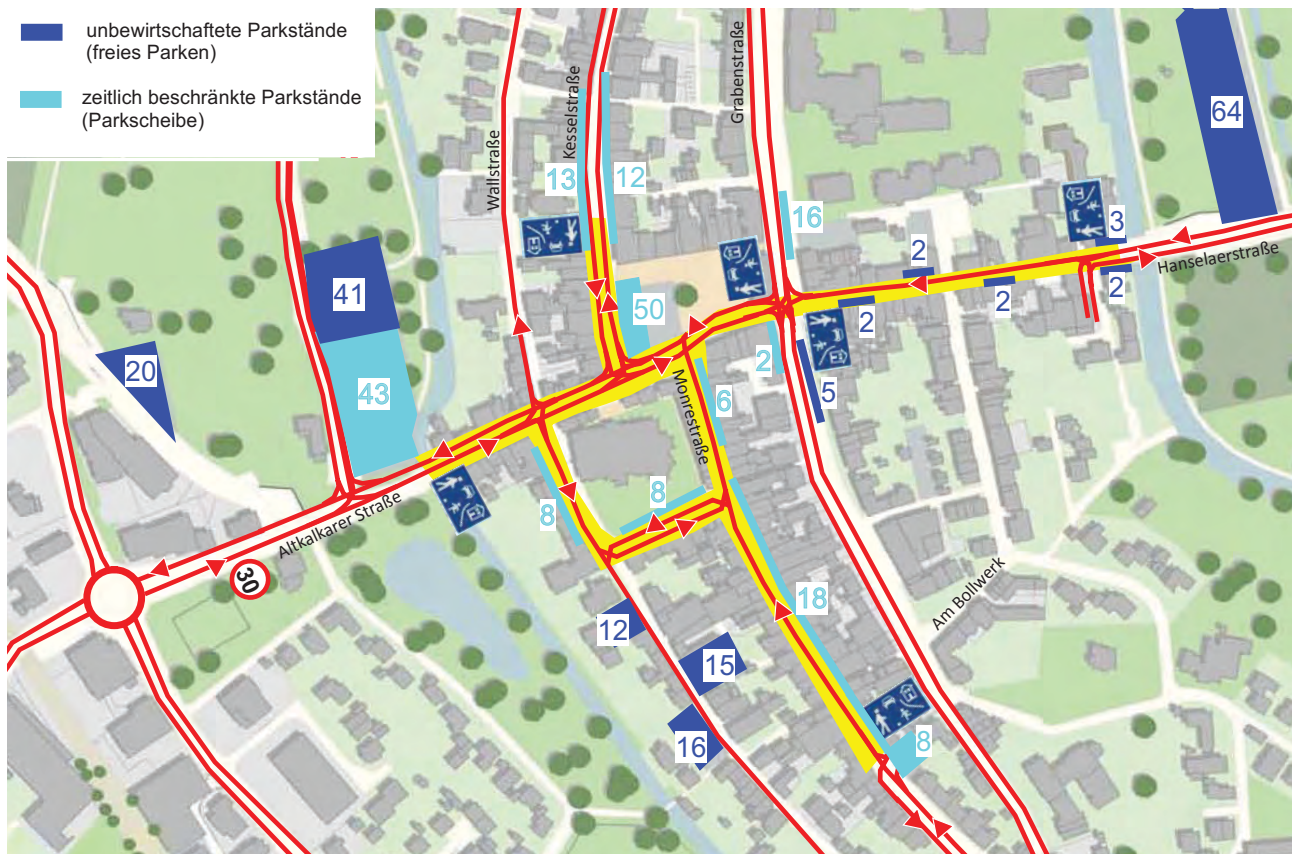 unbewirtschaftete Parkstände
(freies Parken)
zeitlich beschränkte Parkstände
(Parkscheibe)
Wallstraße
Kesselstraße
Grabenstraße
64
13
12
16
3
2
Hanselaerstraße
41
50
2
2
2
20
43
2
5
6
Monrestraße
8
8
Altkalkarer Straße
30
18
Am Bollwerk
12
15
16
8